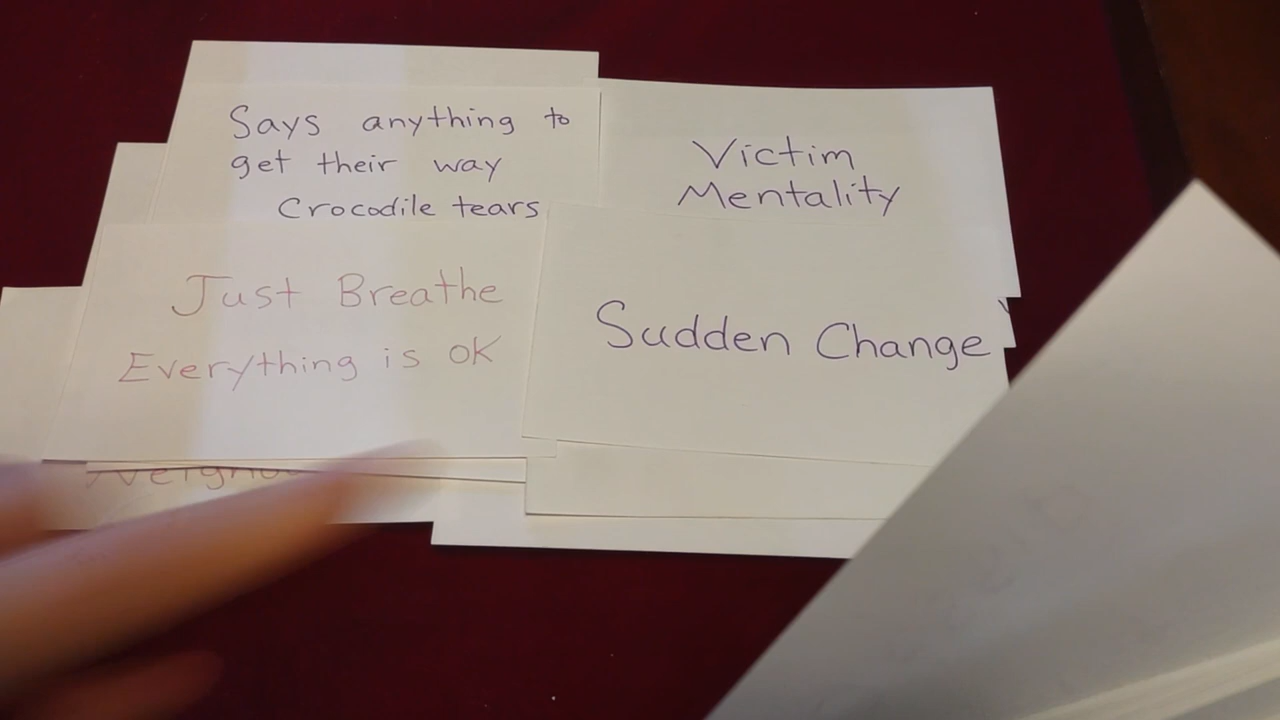 Says anything to
get their way
Crocodile tears
Victim
Mentality
Just Breathe
Everything is OK
Sudden Change